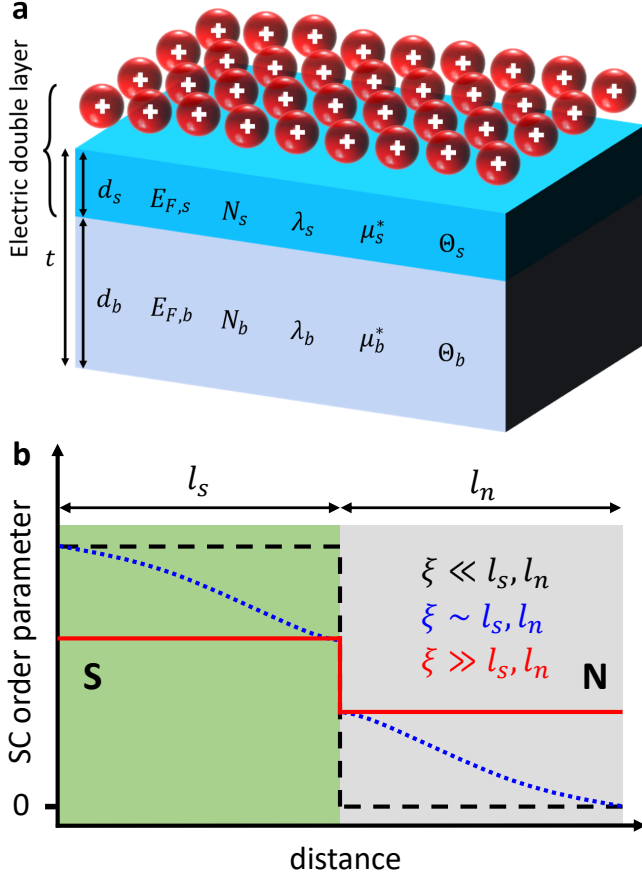 a
Electric double layer
t
d_s E_{F,s} N_s λ_s μ_s^* Θ_s
d_b E_{F,b} N_b λ_b μ_b^* Θ_b
b
l_s l_n
SC order parameter
ξ ≪ l_s, l_n
ξ ~ l_s, l_n
ξ ≫ l_s, l_n
S N
0
distance